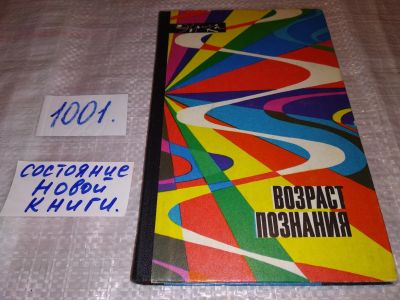 1001.
состояние
новой
книги.
ВОЗРАСТ
ПОЗНАНИЯ